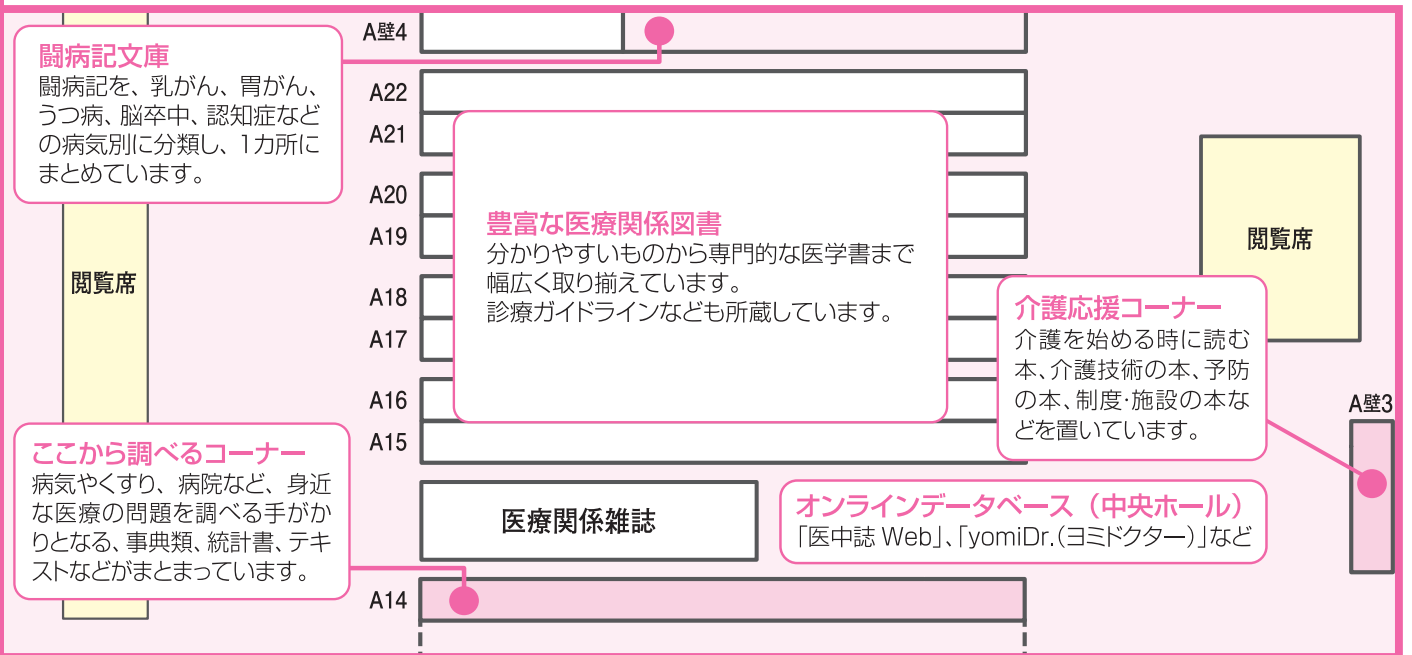 A壁4
闘病記文庫
闘病記を、乳がん、胃がん、
うつ病、脳卒中、認知症など
の病気別に分類し、1カ所に
まとめています。
A22
A21
A20
A19
A18
A17
A16
A15
豊富な医療関係図書
分かりやすいものから専門的な医学書まで
幅広く取り揃えています。
診療ガイドラインなども所蔵しています。
閲覧席
閲覧席
介護応援コーナー
介護を始める時に読む
本、介護技術の本、予防
の本、制度・施設の本な
どを置いています。
A壁3
ここから調べるコーナー
病気やくすり、病院など、身近
な医療の問題を調べる手がか
りとなる、事典類、統計書、テキ
ストなどがまとまっています。
医療関係雑誌
オンラインデータベース（中央ホール）
「医中誌 Web」、「yomiDr.（ヨミドクター）」など
A14